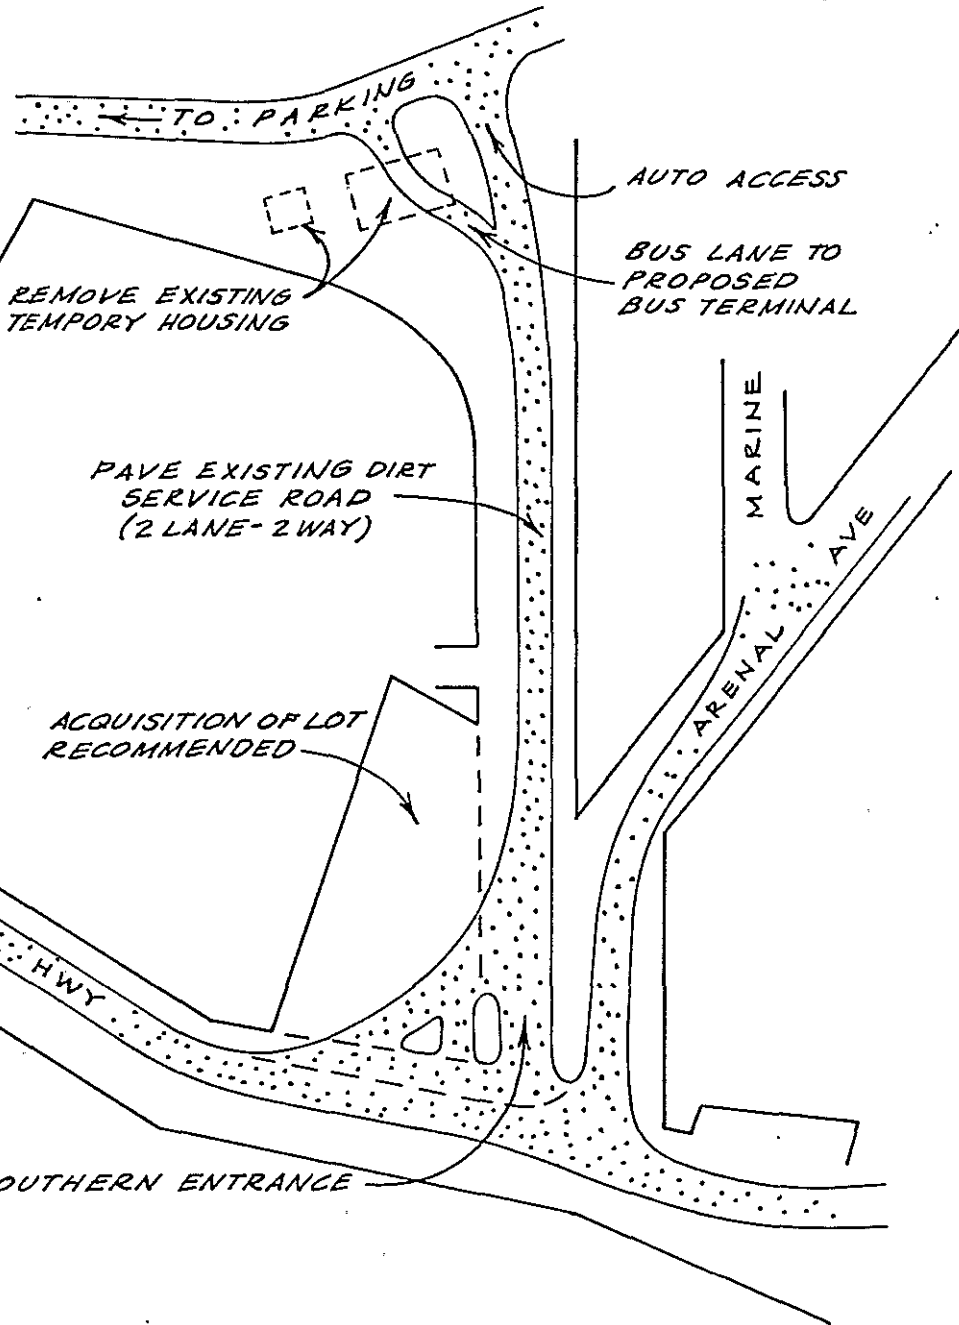 TO PARKING
AUTO ACCESS
BUS LANE TO
PROPOSED
BUS TERMINAL
REMOVE EXISTING
TEMPORY HOUSING
MARINE
PAVE EXISTING DIRT
SERVICE ROAD
(2 LANE - 2 WAY)
ARENAL AVE
ACQUISITION OF LOT
RECOMMENDED
HWY
OUTHERN ENTRANCE